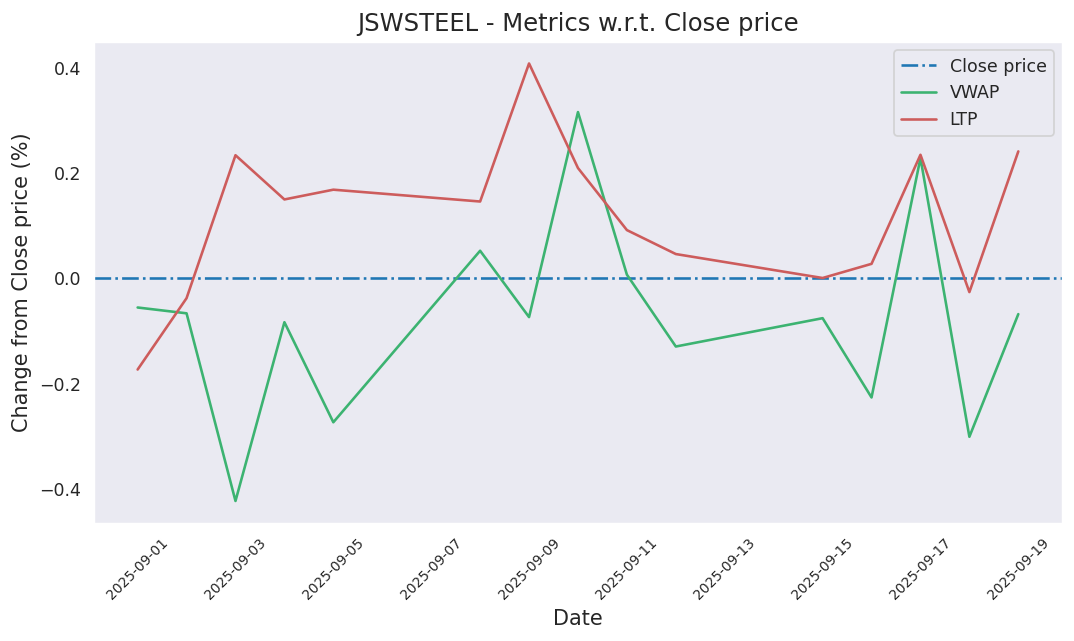 JSWSTEEL - Metrics w.r.t. Close price
Close price
VWAP
LTP
Change from Close price (%)
0.4
0.2
0.0
−0.2
−0.4
2025-09-01
2025-09-03
2025-09-05
2025-09-07
2025-09-09
2025-09-11
2025-09-13
2025-09-15
2025-09-17
2025-09-19
Date